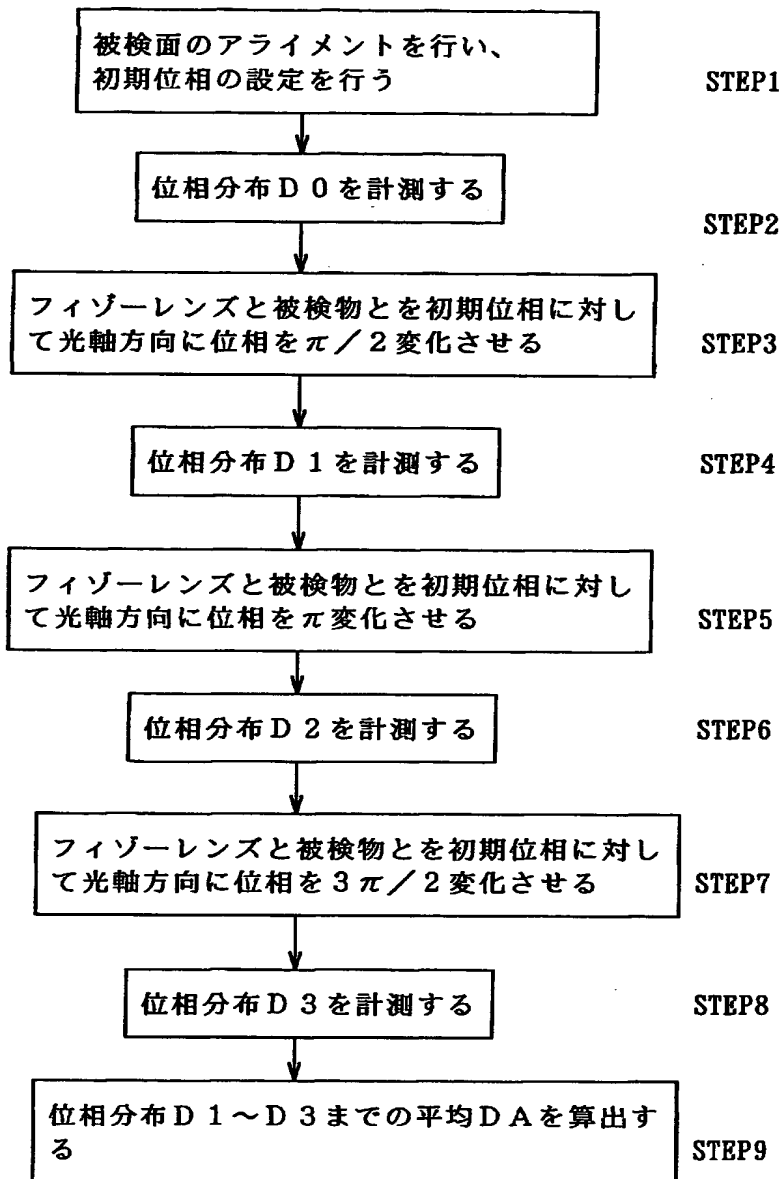 被検面のアライメントを行い、
初期位相の設定を行う
STEP1
位相分布D0を計測する
STEP2
フィゾーレンズと被検物とを初期位相に対し
て光軸方向に位相をπ/2変化させる
STEP3
位相分布D1を計測する
STEP4
フィゾーレンズと被検物とを初期位相に対し
て光軸方向に位相をπ変化させる
STEP5
位相分布D2を計測する
STEP6
フィゾーレンズと被検物とを初期位相に対し
て光軸方向に位相を3π/2変化させる
STEP7
位相分布D3を計測する
STEP8
位相分布D1~D3までの平均DAを算出す
る
STEP9